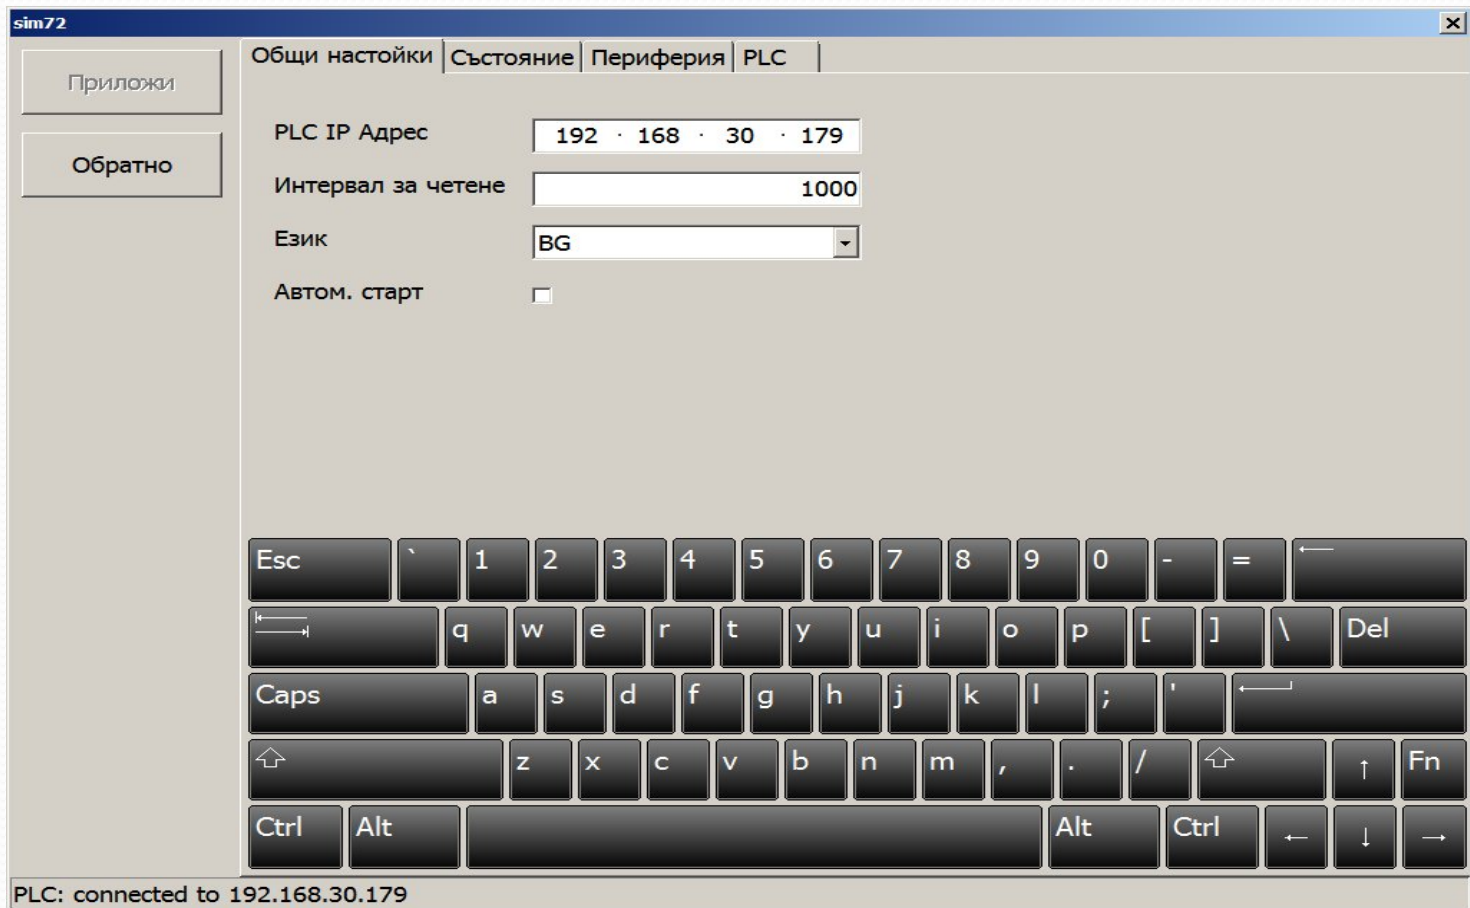 sim72
Приложи
Обратно
Общи настойки Състояние Периферия PLC
PLC IP Адрес 192 . 168 . 30 . 179
Интервал за четене 1000
Език BG
Автом. старт
Esc ` 1 2 3 4 5 6 7 8 9 0 - = ←
q w e r t y u i o p [ ] \ Del
Caps a s d f g h j k l ; '
z x c v b n m , . / ↑ Fn
Ctrl Alt Alt Ctrl ← ↓ →
PLC: connected to 192.168.30.179